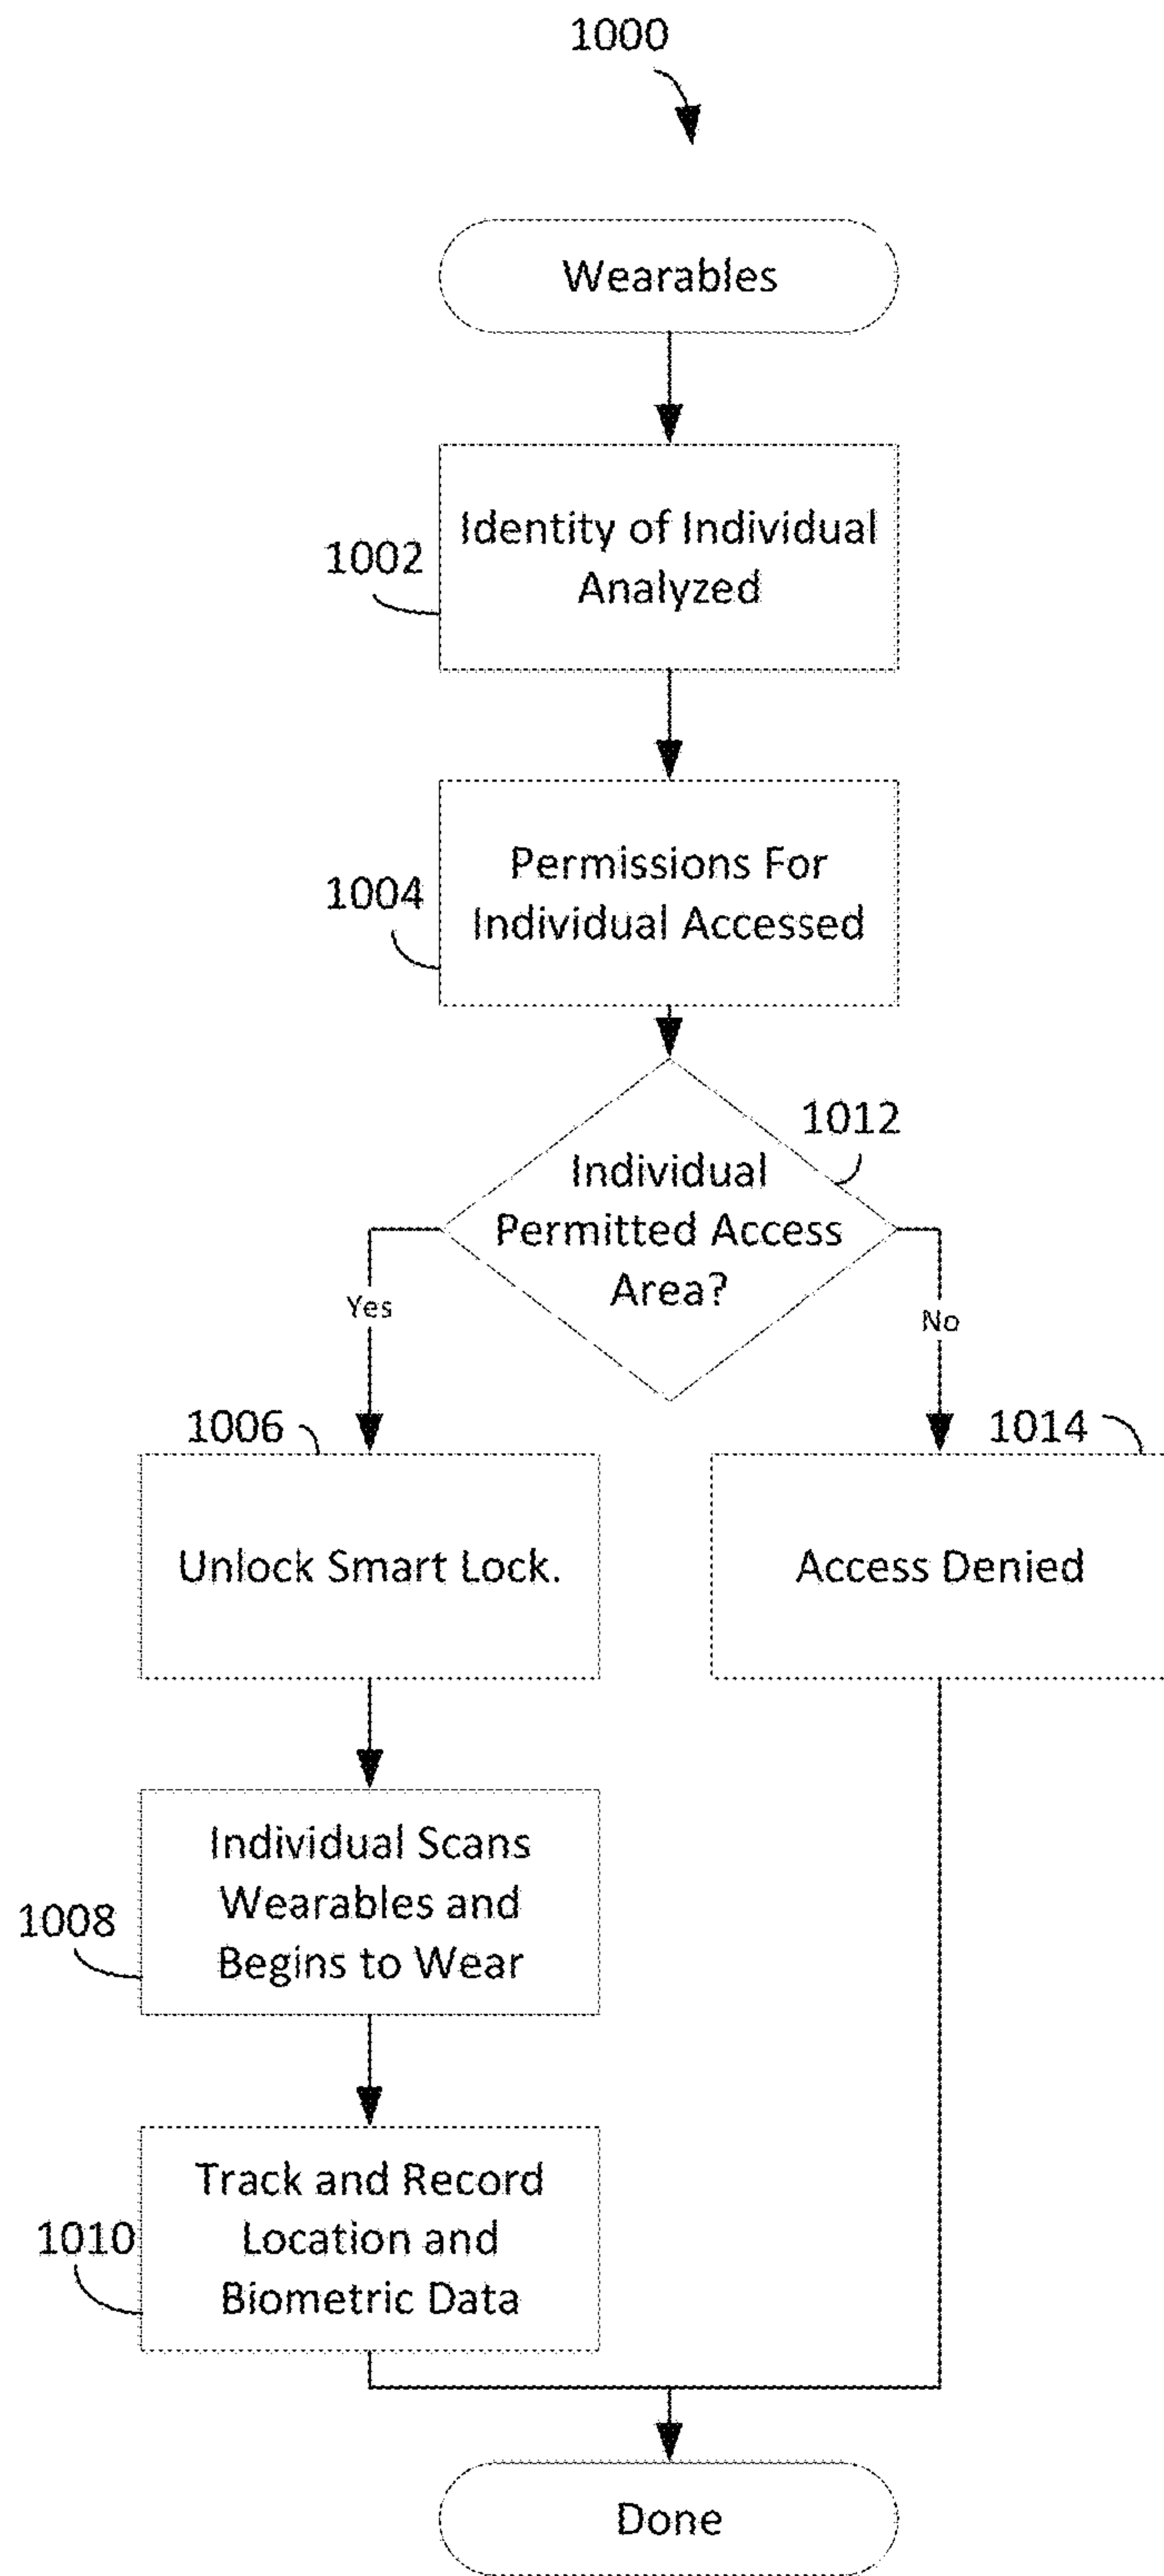 1000
Wearables
Identity of Individual
Analyzed
1002
Permissions For
Individual Accessed
1004
1012
Individual
Permitted Access
Area?
Yes
No
1006
1014
Unlock Smart Lock.
Access Denied
Individual Scans
Wearables and
Begins to Wear
1008
Track and Record
Location and
Biometric Data
1010
Done